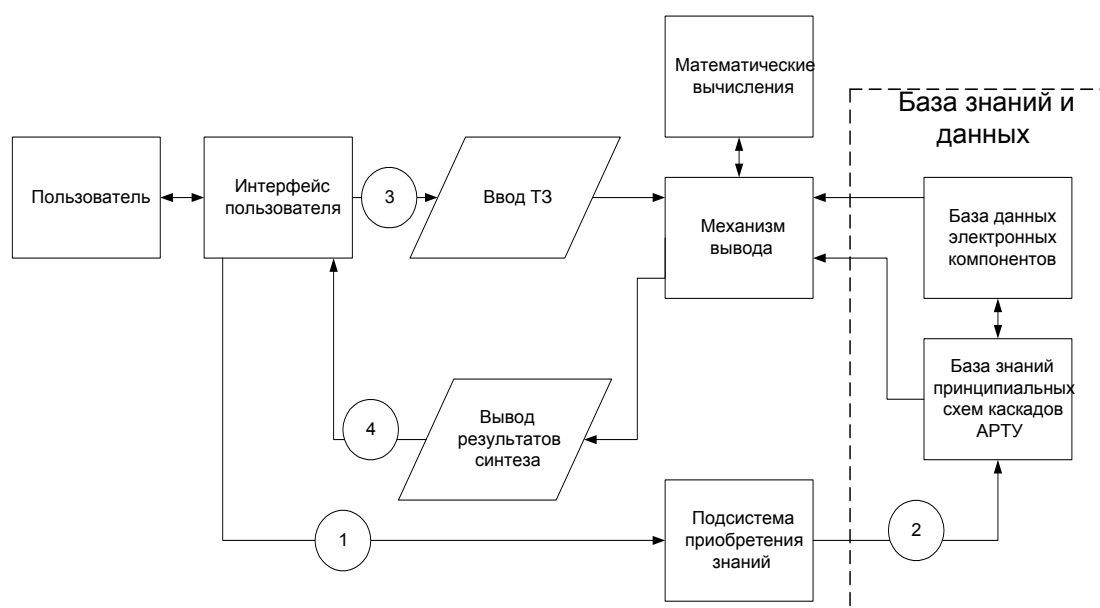 Математические
вычисления
База знаний и
данных
Пользователь
Интерфейс
пользователя
3
Ввод ТЗ
Механизм
вывода
База данных
электронных
компонентов
База знаний
принципиальных
схем каскадов
АРТУ
4
Вывод
результатов
синтеза
1
Подсистема
приобретения
знаний
2